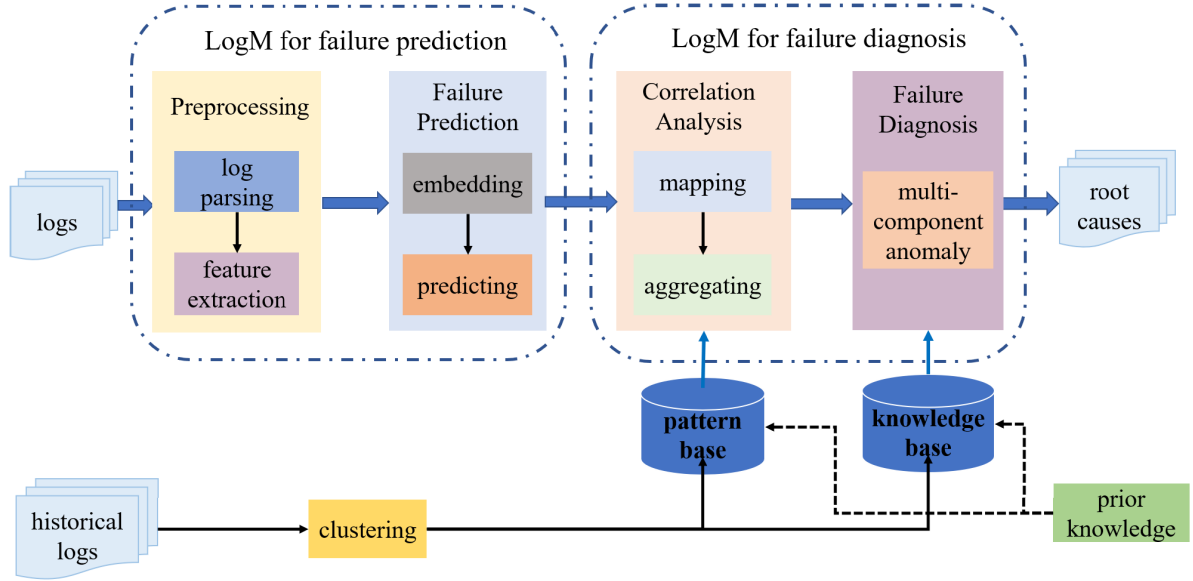 LogM for failure prediction
LogM for failure diagnosis
Preprocessing
log
parsing
feature
extraction
Failure
Prediction
embedding
predicting
Correlation
Analysis
mapping
aggregating
Failure
Diagnosis
multi-
component
anomaly
logs
root
causes
pattern
base
knowledge
base
historical
logs
clustering
prior
knowledge